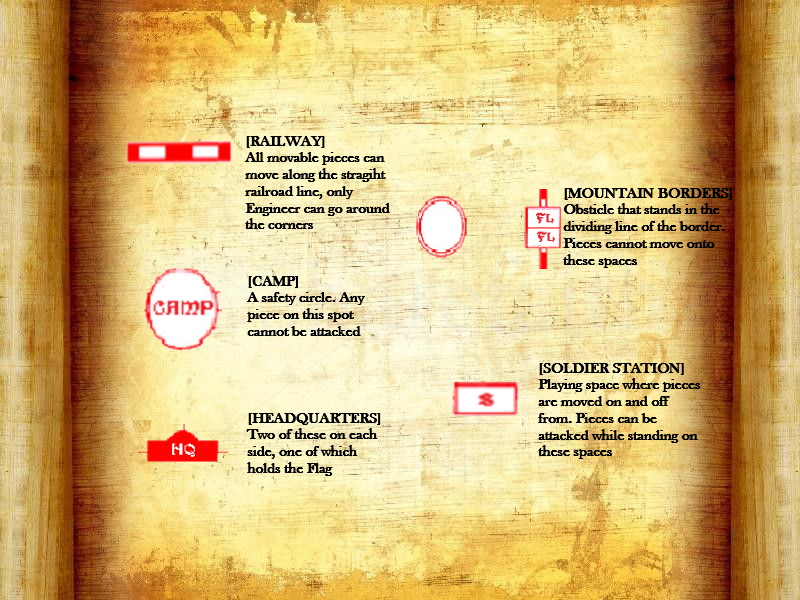 [RAILWAY]
All movable pieces can
move along the stragiht
railroad line, only
Engineer can go around
the corners
[MOUNTAIN BORDERS]
Obsticle that stands in the
dividing line of the border.
Pieces cannot move onto
these spaces
FL
FL
CAMP
[CAMP]
A safety circle. Any
piece on this spot
cannot be attacked
S
[SOLDIER STATION]
Playing space where pieces
are moved on and off
from. Pieces can be
attacked while standing on
these spaces
HQ
[HEADQUARTERS]
Two of these on each
side, one of which
holds the Flag